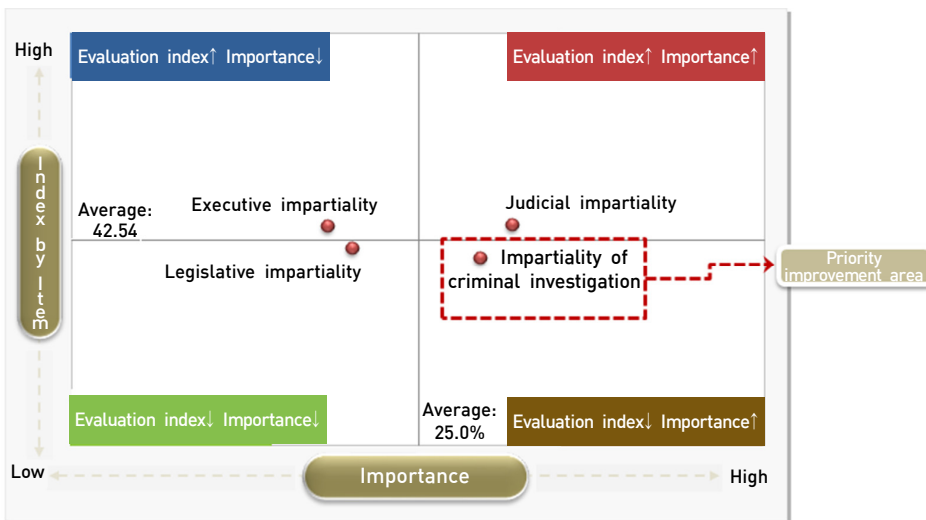 High
Evaluation index↑ Importance↓
Evaluation index↑ Importance↑
Index by Item
Average:
42.54
Executive impartiality
Judicial impartiality
Legislative impartiality
Impartiality of
criminal investigation
Priority
improvement area
Evaluation index↓ Importance↓
Average:
25.0%
Evaluation index↓ Importance↑
Low
Importance
High